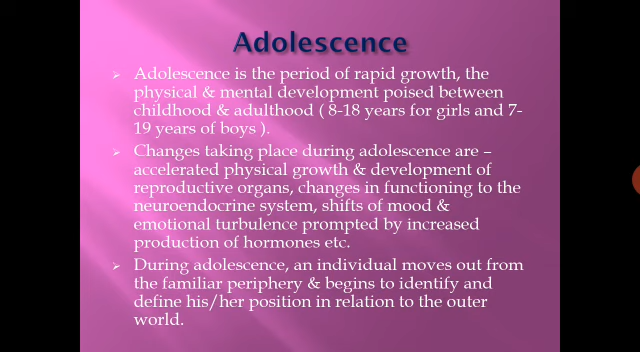 Adolescence
➢ Adolescence is the period of rapid growth, the
physical & mental development poised between
childhood & adulthood ( 8-18 years for girls and 7-
19 years of boys ).
➢ Changes taking place during adolescence are –
accelerated physical growth & development of
reproductive organs, changes in functioning to the
neuroendocrine system, shifts of mood &
emotional turbulence prompted by increased
production of hormones etc.
➢ During adolescence, an individual moves out from
the familiar periphery & begins to identify and
define his/her position in relation to the outer
world.